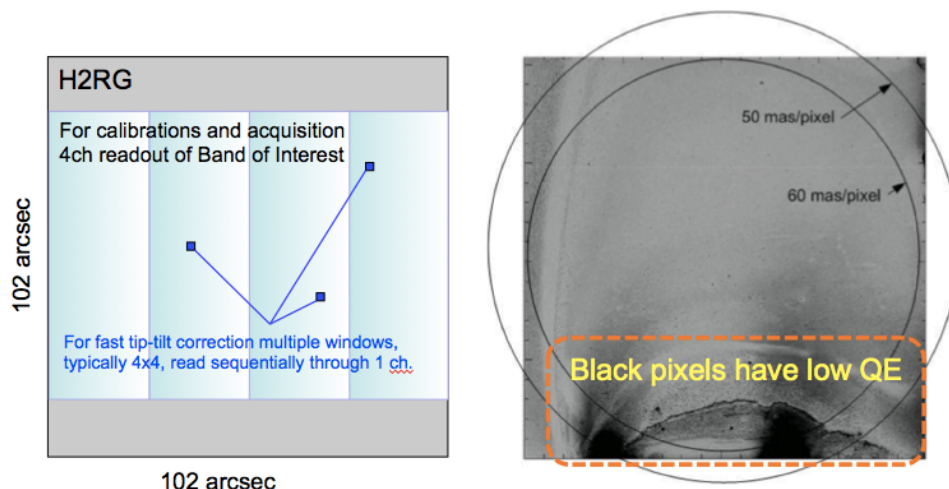 H2RG
For calibrations and acquisition
4ch readout of Band of Interest
102 arcsec
For fast tip-tilt correction multiple windows,
typically 4x4, read sequentially through 1 ch.
102 arcsec
50 mas/pixel
60 mas/pixel
Black pixels have low QE